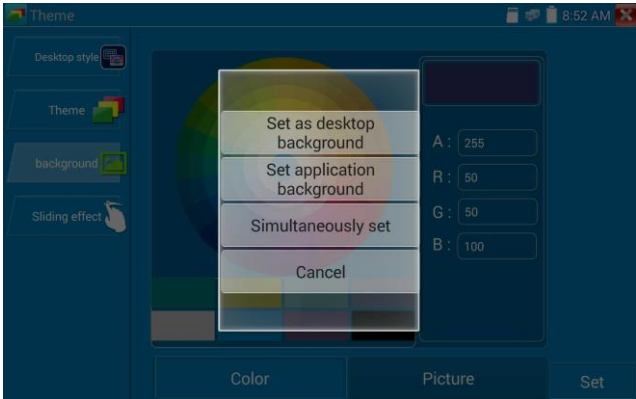 Theme
8:52 AM
Desktop style
Theme
background
Sliding effect
Set as desktop
background
Set application
background
Simultaneously set
Cancel
A : 255
R : 50
G : 50
B : 100
Color
Picture
Set